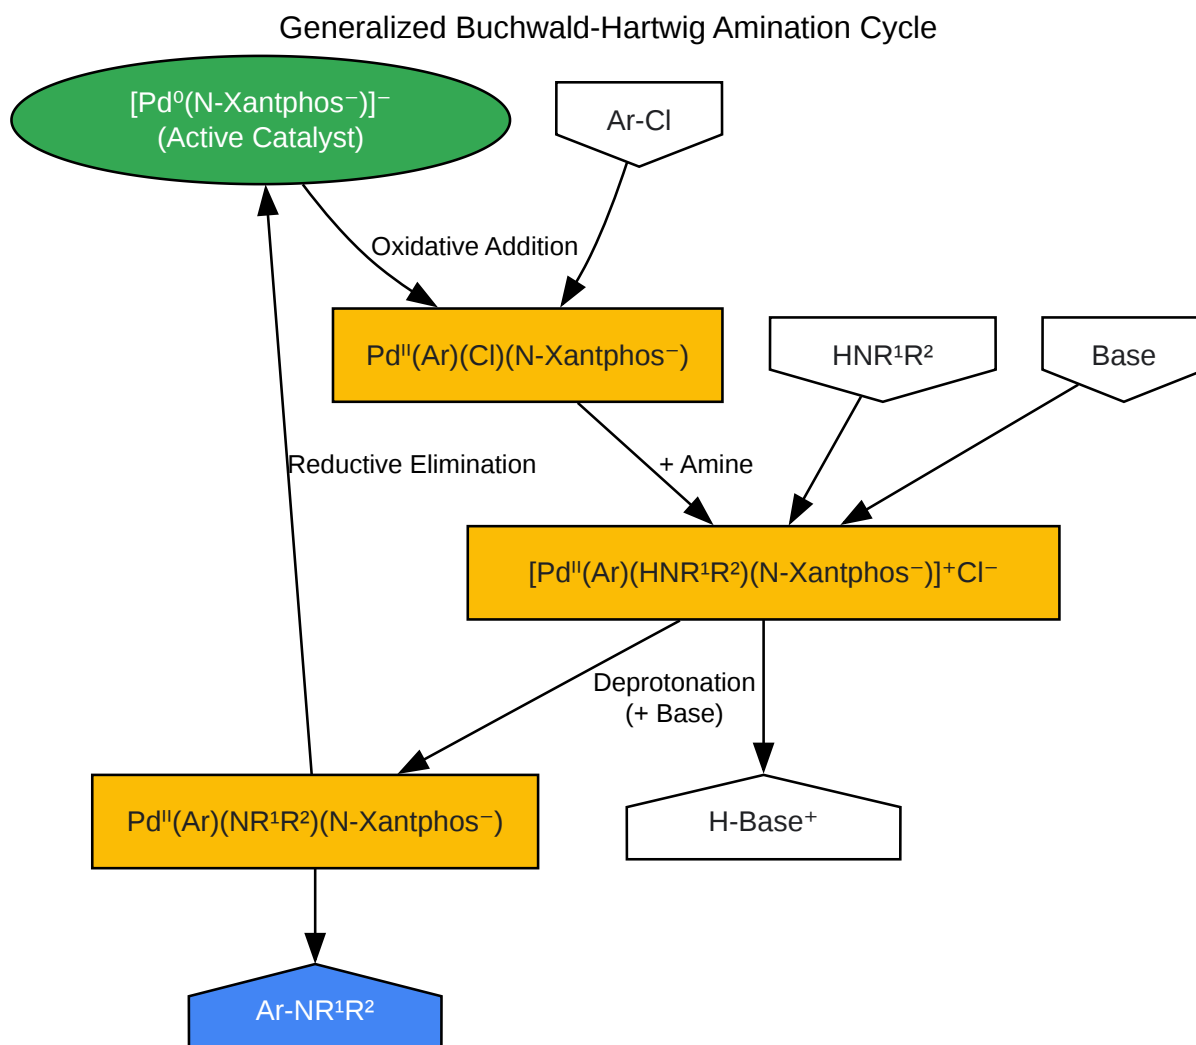 Generalized Buchwald-Hartwig Amination Cycle
[Pd⁰(N-Xantphos⁻)]⁻
(Active Catalyst)
Ar-Cl
Oxidative Addition
Pdᴵᴵ(Ar)(Cl)(N-Xantphos⁻)
HNR¹R²
Base
Reductive Elimination
+ Amine
[Pdᴵᴵ(Ar)(HNR¹R²)(N-Xantphos⁻)]⁺Cl⁻
Deprotonation
(+ Base)
Pdᴵᴵ(Ar)(NR¹R²)(N-Xantphos⁻)
H-Base⁺
Ar-NR¹R²